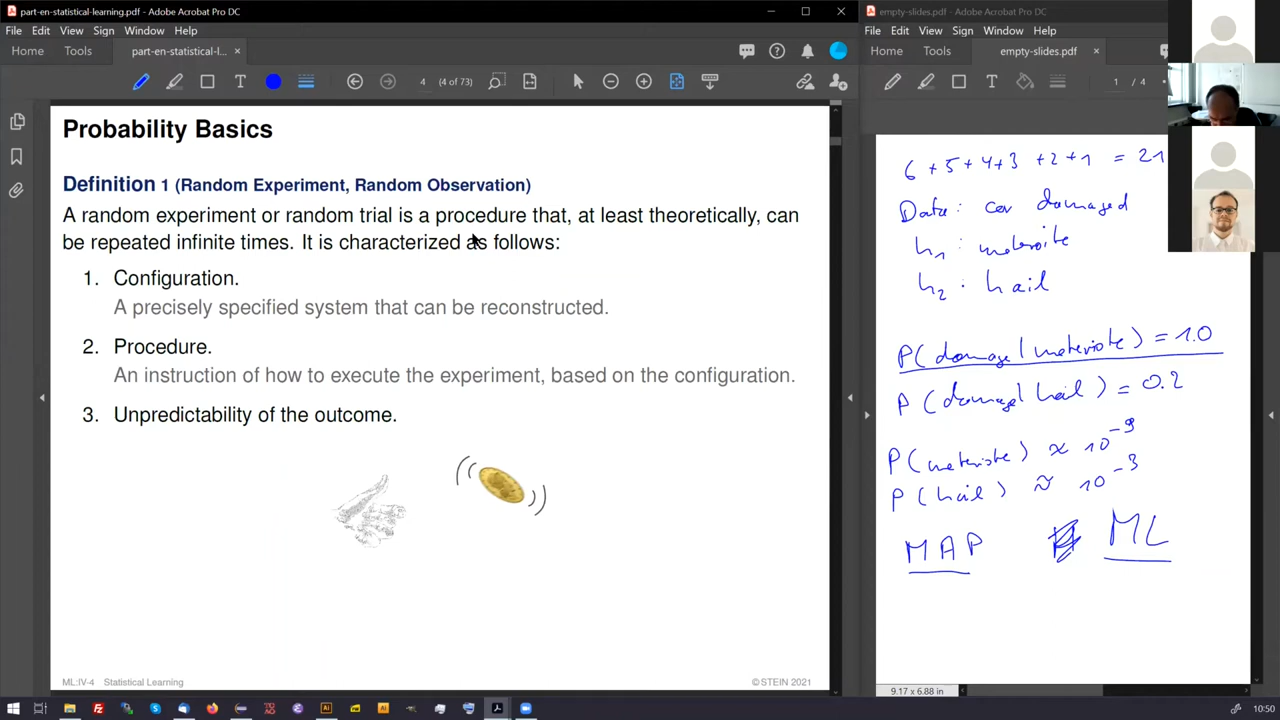 part-en-statistical-learning.pdf - Adobe Acrobat Pro DC
File Edit View Sign Window Help
Home Tools part-en-statistical-l... ×
4 (4 of 73)
Probability Basics
Definition 1 (Random Experiment, Random Observation)
A random experiment or random trial is a procedure that, at least theoretically, can
be repeated infinite times. It is characterized as follows:
1. Configuration.
A precisely specified system that can be reconstructed.
2. Procedure.
An instruction of how to execute the experiment, based on the configuration.
3. Unpredictability of the outcome.
ML:IV-4 Statistical Learning
© STEIN 2021
empty-slides.pdf - Adobe Acrobat Pro DC
File Edit View Sign Window Help
Home Tools empty-slides.pdf ×
1 / 4
6 + 5 + 4 + 3 + 2 + 1 = 21
Data: car damaged
h1: meteroite
h2: hail
P(damage | meteriote) = 1.0
P(damage | hail) = 0.2
P(meteriote) ≈ 10^-9
P(hail) ≈ 10^-3
MAP ML
9.17 x 6.88 in
10:50